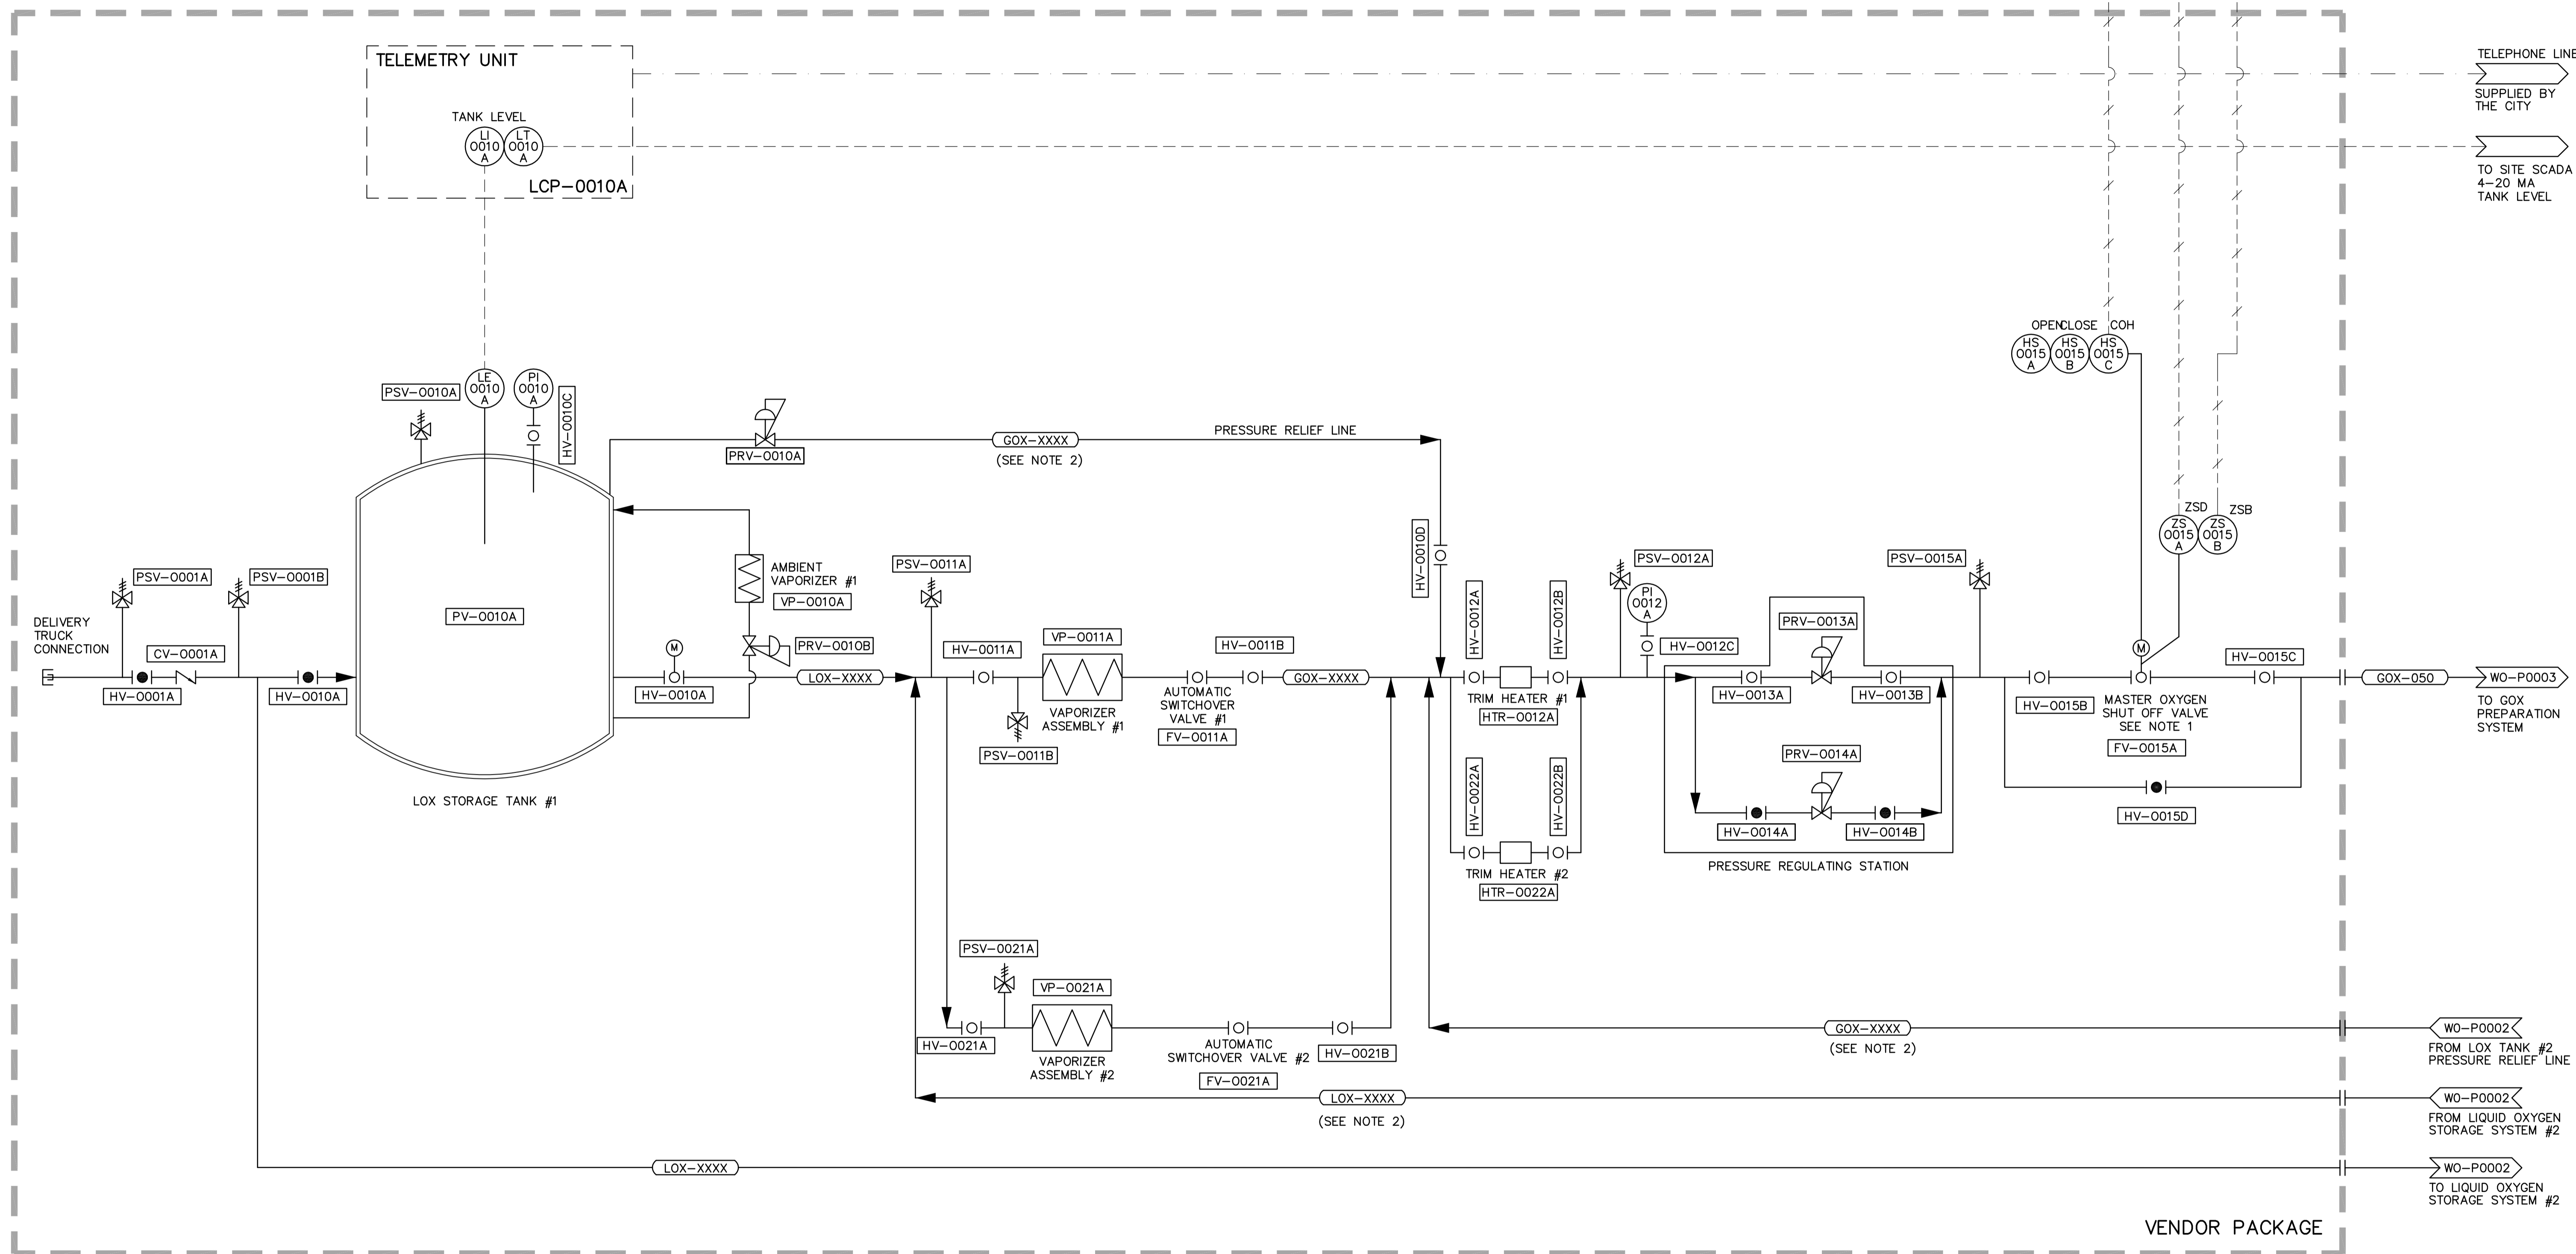 TELEMETRY UNIT
TANK LEVEL
LI
0010
A
LT
0010
A
LCP-0010A
TELEPHONE LINE
SUPPLIED BY
THE CITY
TO SITE SCADA
4-20 MA
TANK LEVEL
OPEN
CLOSE
COH
HS
0015
A
HS
0015
B
HS
0015
C
PSV-0010A
LE
0010
A
PI
0010
A
HV-0010C
PRV-0010A
GOX-XXXX
(SEE NOTE 2)
PRESSURE RELIEF LINE
HV-0010D
ZSD
ZSB
ZS
0015
A
ZS
0015
B
DELIVERY
TRUCK
CONNECTION
PSV-0001A
PSV-0001B
CV-0001A
HV-0001A
HV-0010A
PV-0010A
LOX STORAGE TANK #1
AMBIENT
VAPORIZER #1
VP-0010A
PRV-0010B
M
HV-0010A
LOX-XXXX
PSV-0011A
HV-0011A
PSV-0011B
VP-0011A
VAPORIZER
ASSEMBLY #1
HV-0011B
AUTOMATIC
SWITCHOVER
VALVE #1
FV-0011A
GOX-XXXX
HV-0012A
HV-0012B
TRIM HEATER #1
HTR-0012A
HV-0022A
HV-0022B
TRIM HEATER #2
HTR-0022A
PSV-0012A
PI
0012
A
HV-0012C
PRV-0013A
HV-0013A
HV-0013B
PRV-0014A
HV-0014A
HV-0014B
PRESSURE REGULATING STATION
PSV-0015A
HV-0015B
M
MASTER OXYGEN
SHUT OFF VALVE
SEE NOTE 1
FV-0015A
HV-0015C
HV-0015D
GOX-050
WO-P0003
TO GOX
PREPARATION
SYSTEM
PSV-0021A
HV-0021A
VP-0021A
VAPORIZER
ASSEMBLY #2
AUTOMATIC
SWITCHOVER VALVE #2
FV-0021A
HV-0021B
GOX-XXXX
(SEE NOTE 2)
WO-P0002
FROM LOX TANK #2
PRESSURE RELIEF LINE
LOX-XXXX
(SEE NOTE 2)
WO-P0002
FROM LIQUID OXYGEN
STORAGE SYSTEM #2
LOX-XXXX
WO-P0002
TO LIQUID OXYGEN
STORAGE SYSTEM #2
VENDOR PACKAGE